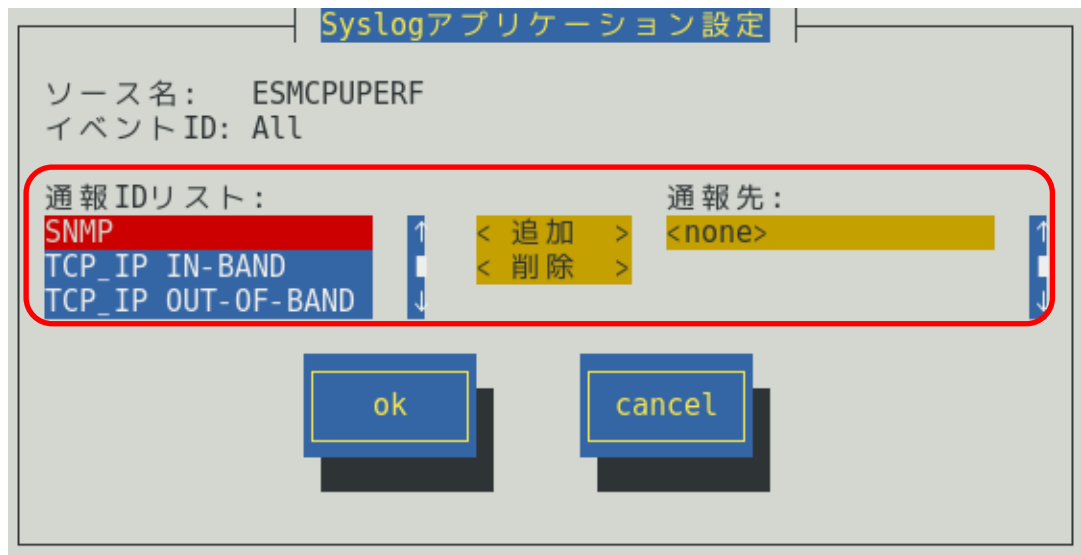 Syslogアプリケーション設定
ソース名: ESMCPUPERF
イベントID: All
通報IDリスト: 通報先:
SNMP ↑ < 追加 > <none> ↑
TCP_IP IN-BAND < 削除 >
TCP_IP OUT-OF-BAND ↓ ↓
ok cancel